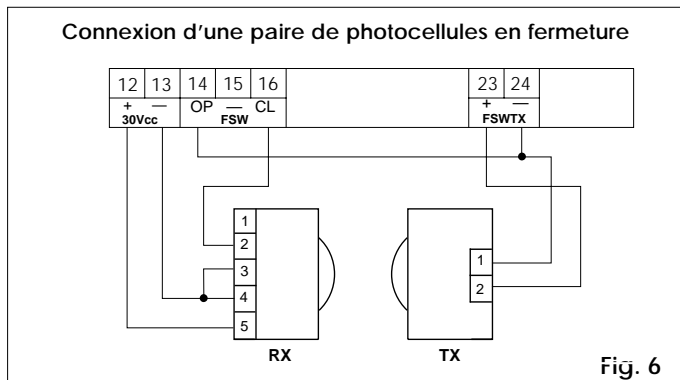 Connexion d'une paire de photocellules en fermeture
12 13 14 15 16 23 24
+ — OP — CL + —
30Vcc FSW FSWTX
1
2
3
4
5
1
2
RX TX
Fig. 6